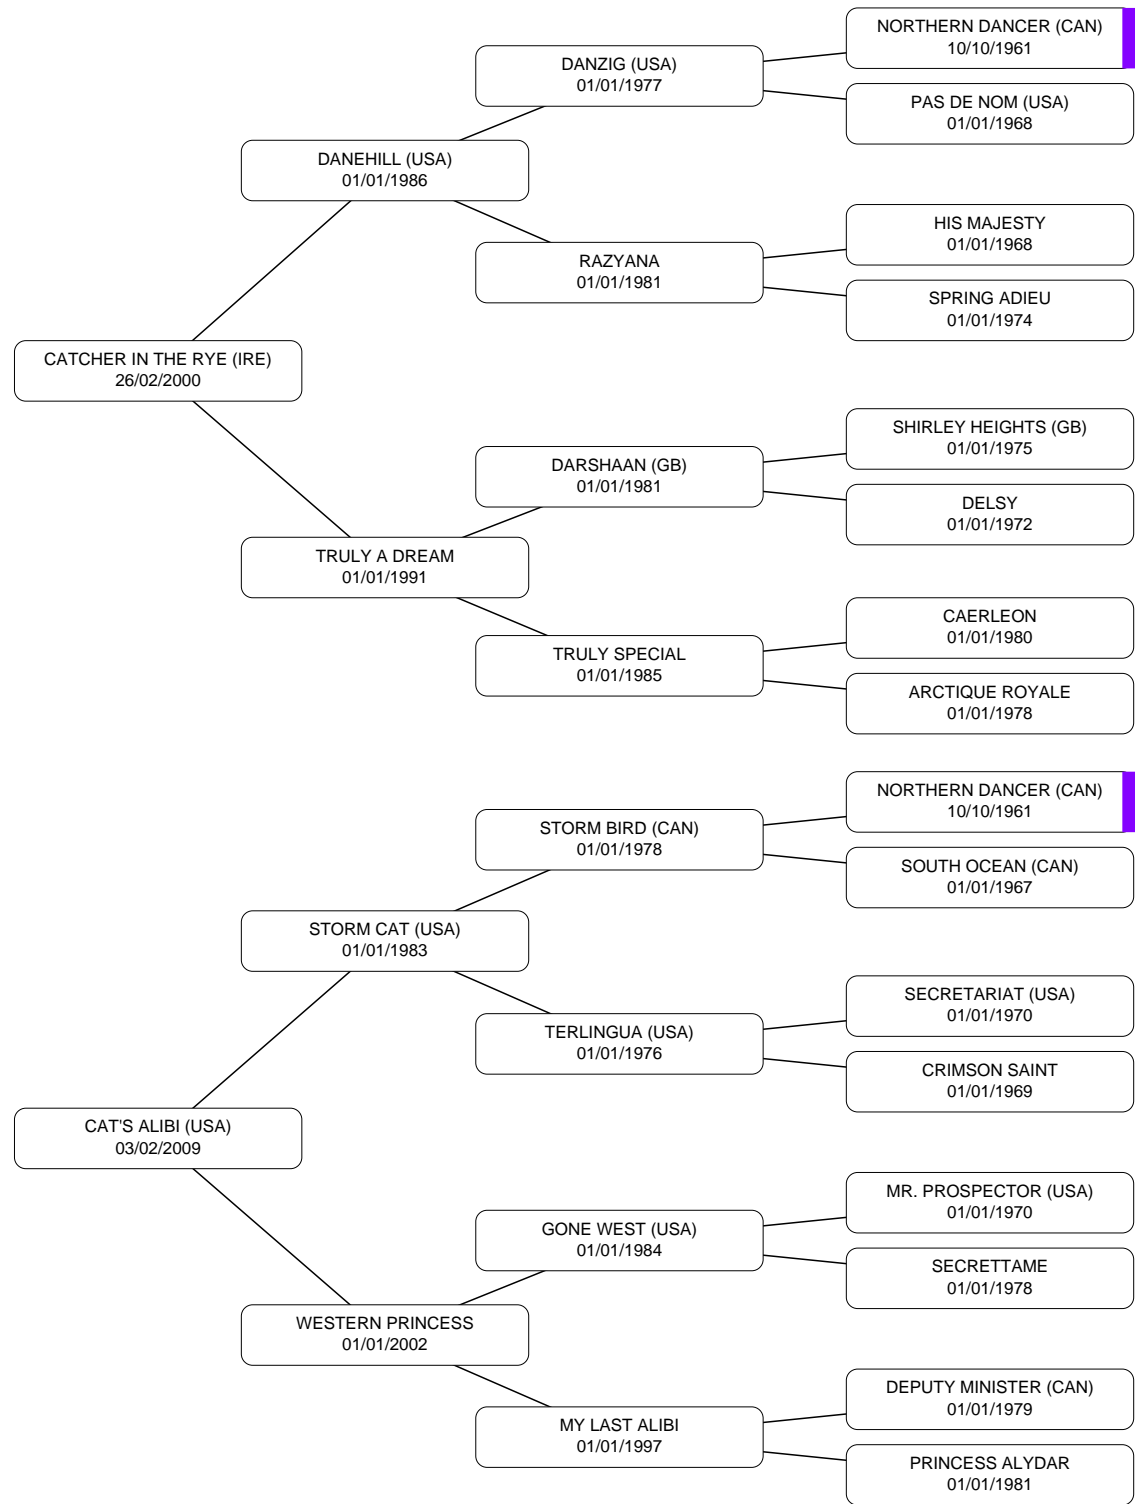 NORTHERN DANCER (CAN)
10/10/1961
DANZIG (USA)
01/01/1977
PAS DE NOM (USA)
01/01/1968
DANEHILL (USA)
01/01/1986
HIS MAJESTY
01/01/1968
RAZYANA
01/01/1981
SPRING ADIEU
01/01/1974
CATCHER IN THE RYE (IRE)
26/02/2000
SHIRLEY HEIGHTS (GB)
01/01/1975
DARSHAAN (GB)
01/01/1981
DELSY
01/01/1972
TRULY A DREAM
01/01/1991
CAERLEON
01/01/1980
TRULY SPECIAL
01/01/1985
ARCTIQUE ROYALE
01/01/1978
NORTHERN DANCER (CAN)
10/10/1961
STORM BIRD (CAN)
01/01/1978
SOUTH OCEAN (CAN)
01/01/1967
STORM CAT (USA)
01/01/1983
SECRETARIAT (USA)
01/01/1970
TERLINGUA (USA)
01/01/1976
CRIMSON SAINT
01/01/1969
CAT'S ALIBI (USA)
03/02/2009
MR. PROSPECTOR (USA)
01/01/1970
GONE WEST (USA)
01/01/1984
SECRETTAME
01/01/1978
WESTERN PRINCESS
01/01/2002
DEPUTY MINISTER (CAN)
01/01/1979
MY LAST ALIBI
01/01/1997
PRINCESS ALYDAR
01/01/1981